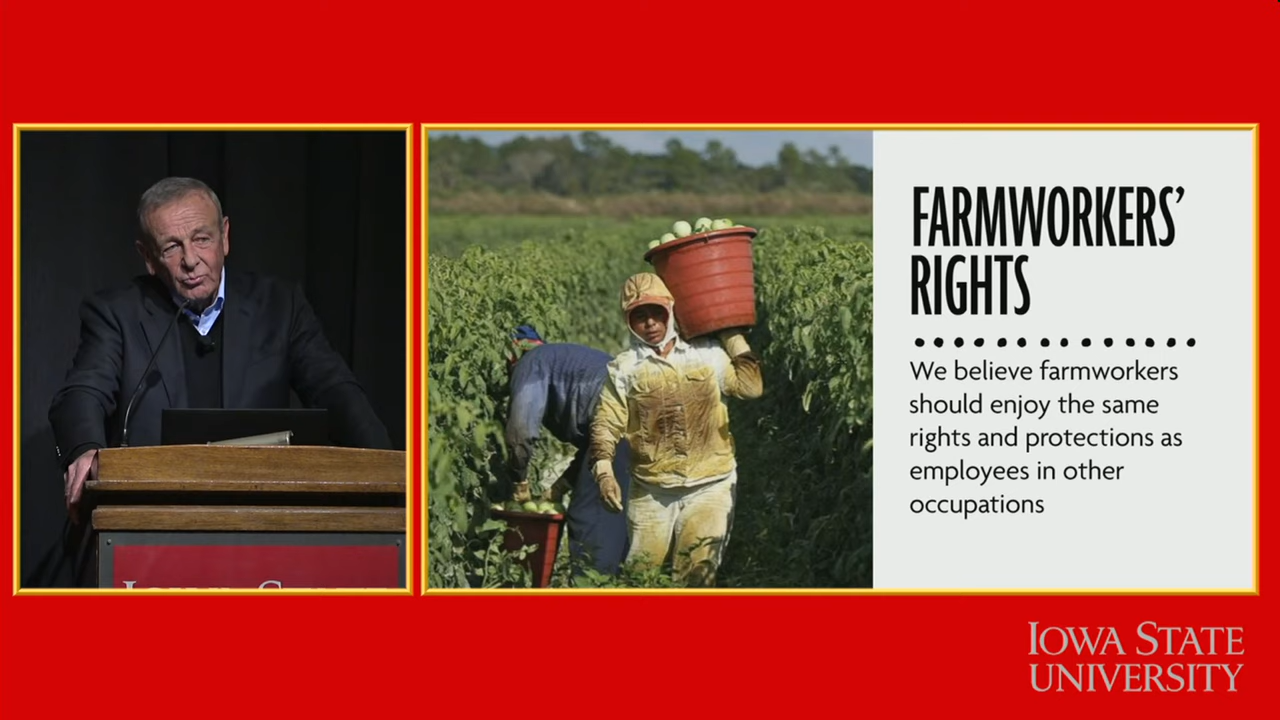 FARMWORKERS’
RIGHTS
We believe farmworkers
should enjoy the same
rights and protections as
employees in other
occupations
IOWA STATE
UNIVERSITY